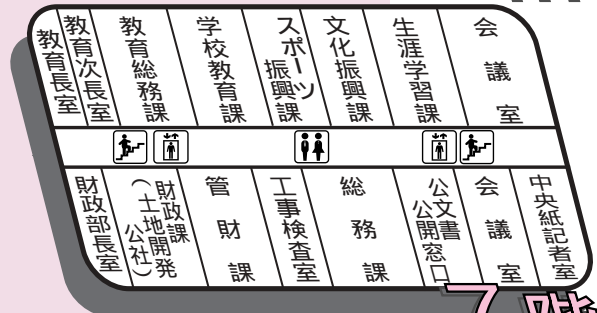 教育長室
教育次長室
教育総務課
学校教育課
スポーツ振興課
文化振興課
生涯学習課
会議室
財政部長室
財政課
(土地開発公社)
管財課
工事検査室
総務課
公文書
公開窓口
会議室
中央紙記者室
7階